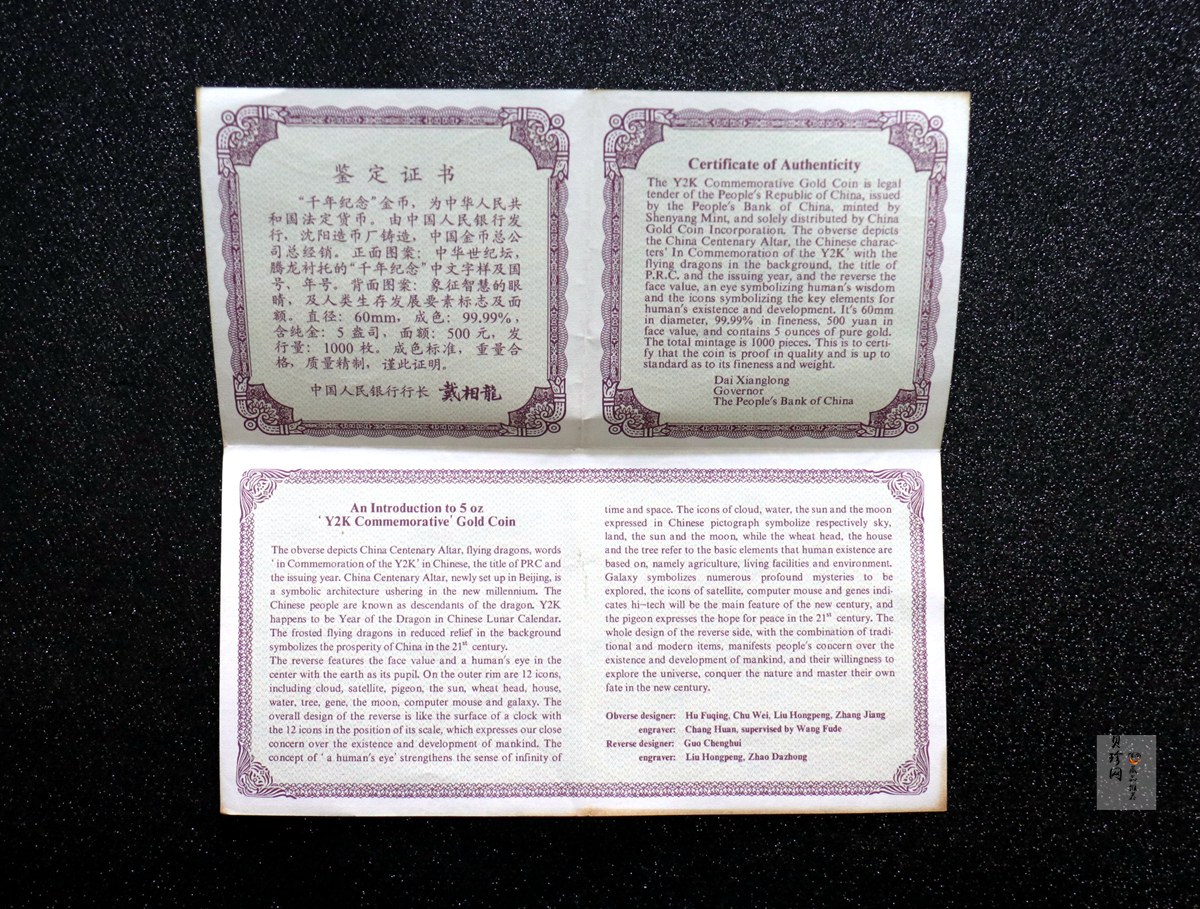 鉴定证书
“千年纪念”金币，为中华人民共
和国法定货币。由中国人民银行发
行，沈阳造币厂铸造，中国金币总公
司总经销。正面图案：中华世纪坛，
腾龙村托的“千年纪念”中文字样及国
号、年号。背面图案：象征智慧的眼
睛，及人类生存发展要素标志及面
额。直径：60mm，成色：99.99%，
含纯金：5盎司，面额：500元，发
行量：1000枚。成色标准，重量合
格，质量精制，谨此证明。
中国人民银行行长 戴相龍
Certificate of Authenticity
The Y2K Commemorative Gold Coin is legal
tender of the People's Republic of China, issued
by the People's Bank of China, minted by
Shenyang Mint, and solely distributed by China
Gold Coin Incorporation. The obverse depicts
the China Centenary Altar, the Chinese charac-
ters' In Commemoration of the Y2K' with the
flying dragons in the background, the title of
P.R.C. and the issuing year, and the reverse the
face value, an eye symbolizing human's wisdom
and the icons symbolizing the key elements for
human's existence and development. It's 60mm
in diameter, 99.99% in fineness, 500 yuan in
face value, and contains 5 ounces of pure gold.
The total mintage is 1000 pieces. This is to certi-
fy that the coin is proof in quality and is up to
standard as to its fineness and weight.
Dai Xianglong
Governor
The People's Bank of China
An Introduction to 5 oz
‘Y2K Commemorative’ Gold Coin
The obverse depicts China Centenary Altar, flying dragons, words
‘in Commemoration of the Y2K’ in Chinese, the title of PRC and
the issuing year. China Centenary Altar, newly set up in Beijing, is
a symbolic architecture ushering in the new millennium. The
Chinese people are known as descendants of the dragon. Y2K
happens to be Year of the Dragon in Chinese Lunar Calendar.
The frosted flying dragons in reduced relief in the background
symbolizes the prosperity of China in the 21st century.
The reverse features the face value and a human's eye in the
center with the earth as its pupil. On the outer rim are 12 icons,
including cloud, satellite, pigeon, the sun, wheat head, house,
water, tree, gene, the moon, computer mouse and galaxy. The
overall design of the reverse is like the surface of a clock with
the 12 icons in the position of its scale, which expresses our close
concern over the existence and development of mankind. The
concept of ‘a human's eye’ strengthens the sense of infinity of
time and space. The icons of cloud, water, the sun and the moon
expressed in Chinese pictograph symbolize respectively sky,
land, the sun and the moon, while the wheat head, the house
and the tree refer to the basic elements that human existence are
based on, namely agriculture, living facilities and environment.
Galaxy symbolizes numerous profound mysteries to be
explored, the icons of satellite, computer mouse and genes indi-
cates hi-tech will be the main feature of the new century, and
the pigeon expresses the hope for peace in the 21st century. The
whole design of the reverse side, with the combination of tradi-
tional and modern items, manifests people's concern over the
existence and development of mankind, and their willingness to
explore the universe, conquer the nature and master their own
fate in the new century.
Obverse designer: Hu Fuqing, Chu Wei, Liu Hongpeng, Zhang Jiang
engraver: Chang Huan, supervised by Wang Fude
Reverse designer: Guo Chenghui
engraver: Liu Hongpeng, Zhao Dazhong
贝珍网